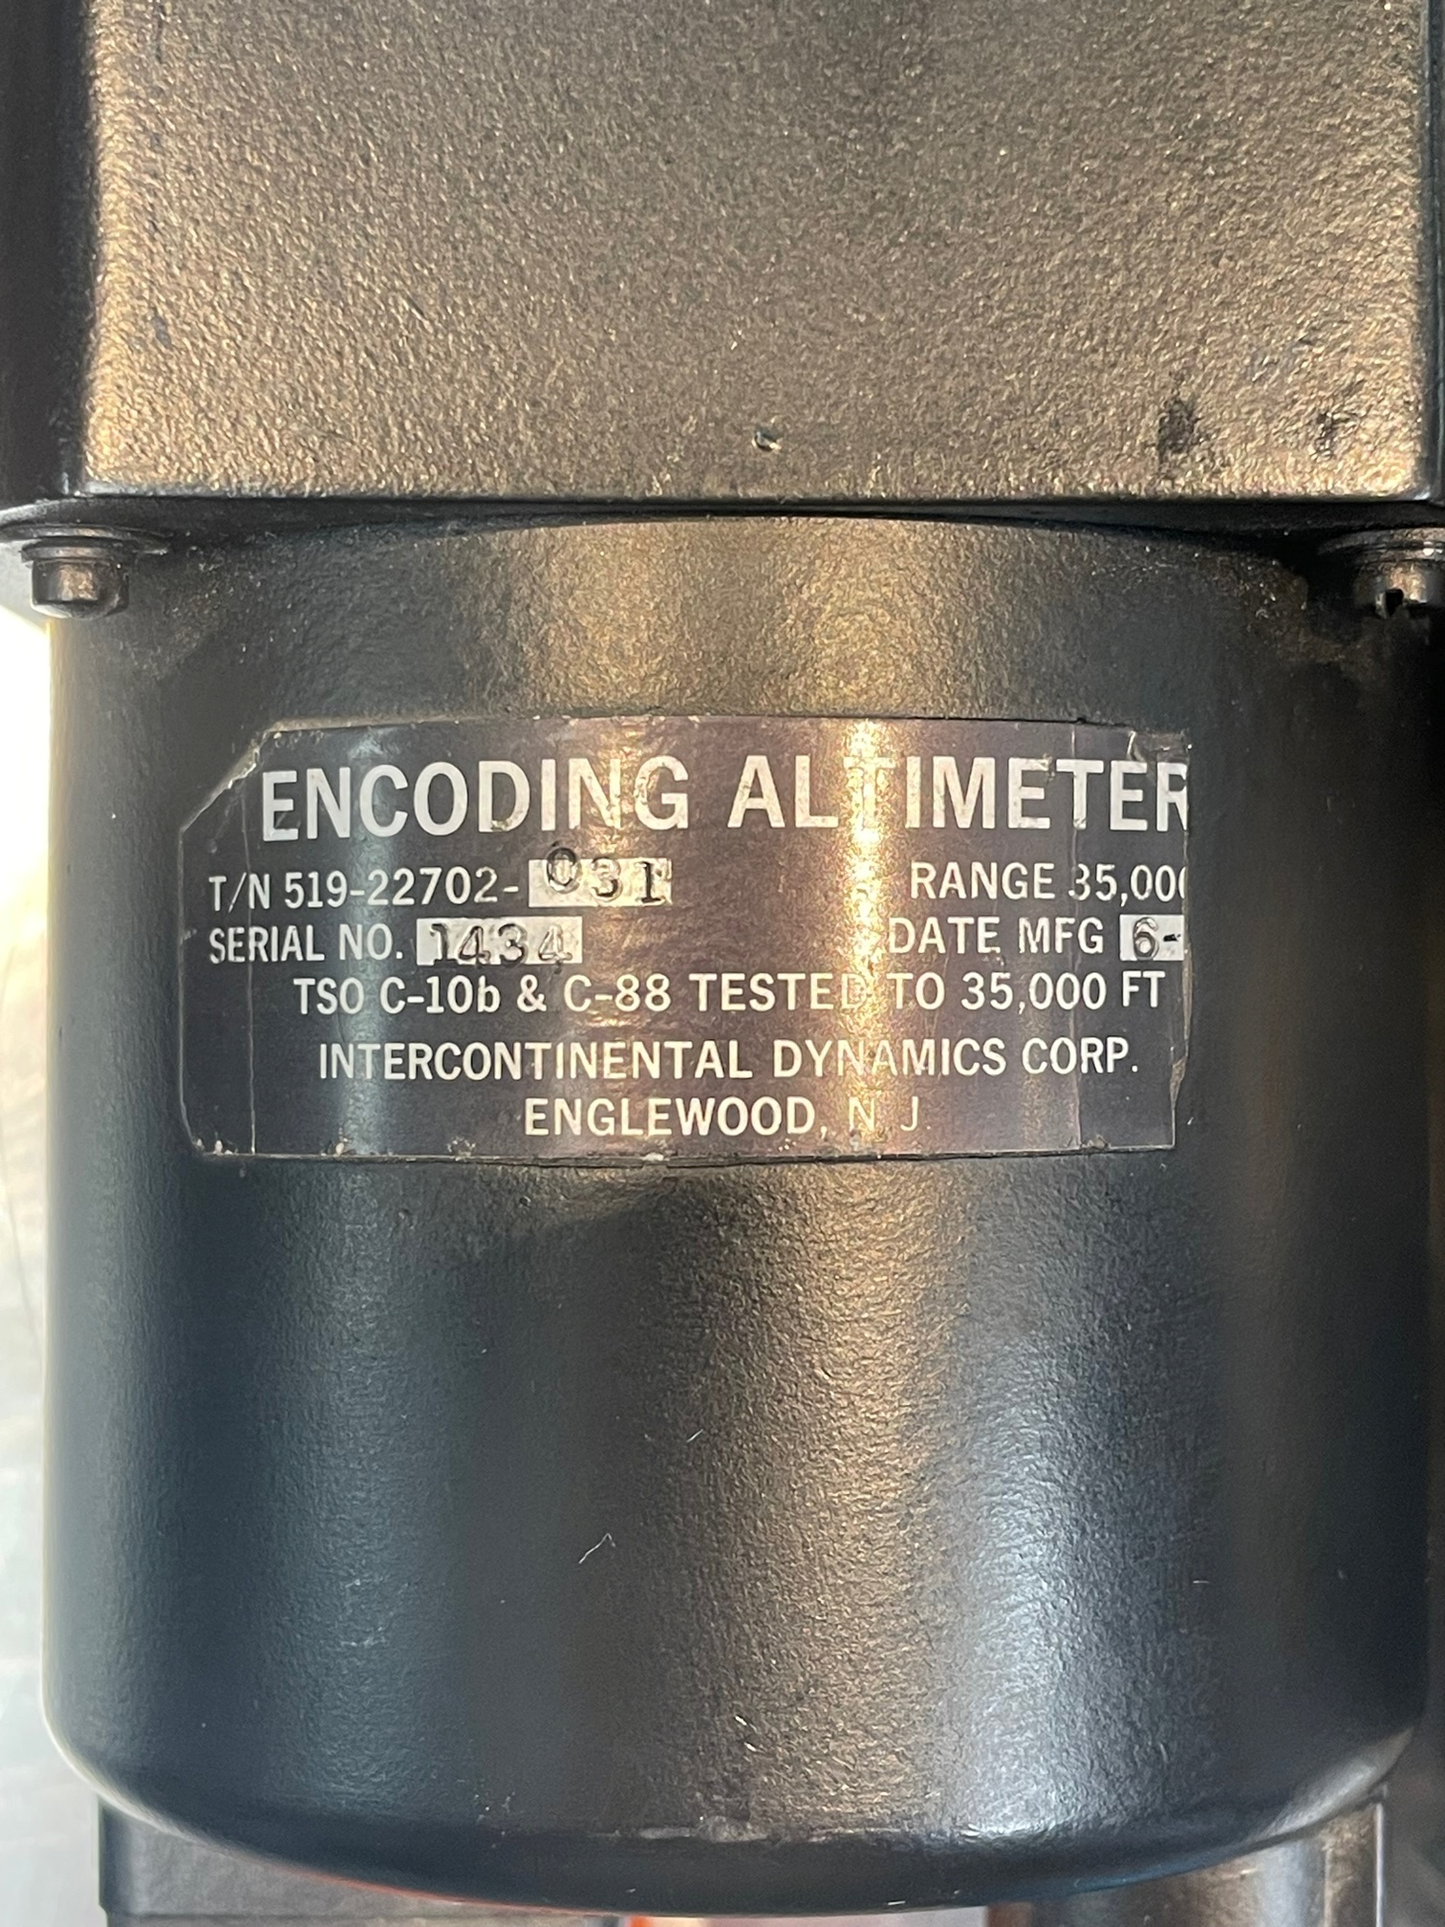 ENCODING ALTIMETER
T/N 519-22702-031 RANGE 35,000
SERIAL NO. 1434 DATE MFG 6-
TSO C-10b & C-88 TESTED TO 35,000 FT
INTERCONTINENTAL DYNAMICS CORP.
ENGLEWOOD, N J.